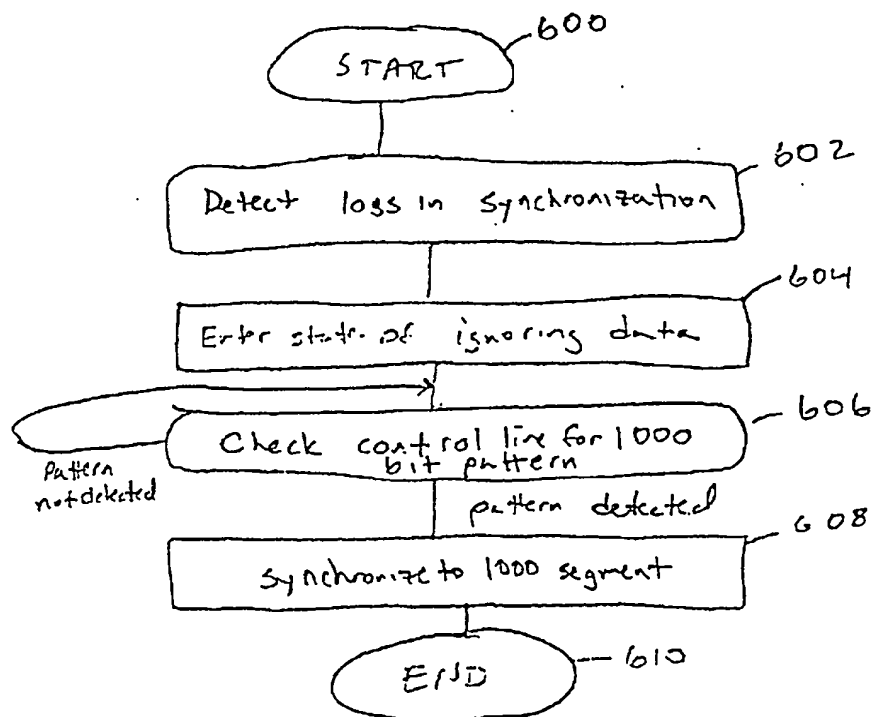 600
START
602
Detect loss in synchronization
604
Enter state of ignoring data
606
Check control line for 1000
bit pattern
Pattern
not detected
pattern detected
608
synchronize to 1000 segment
610
END